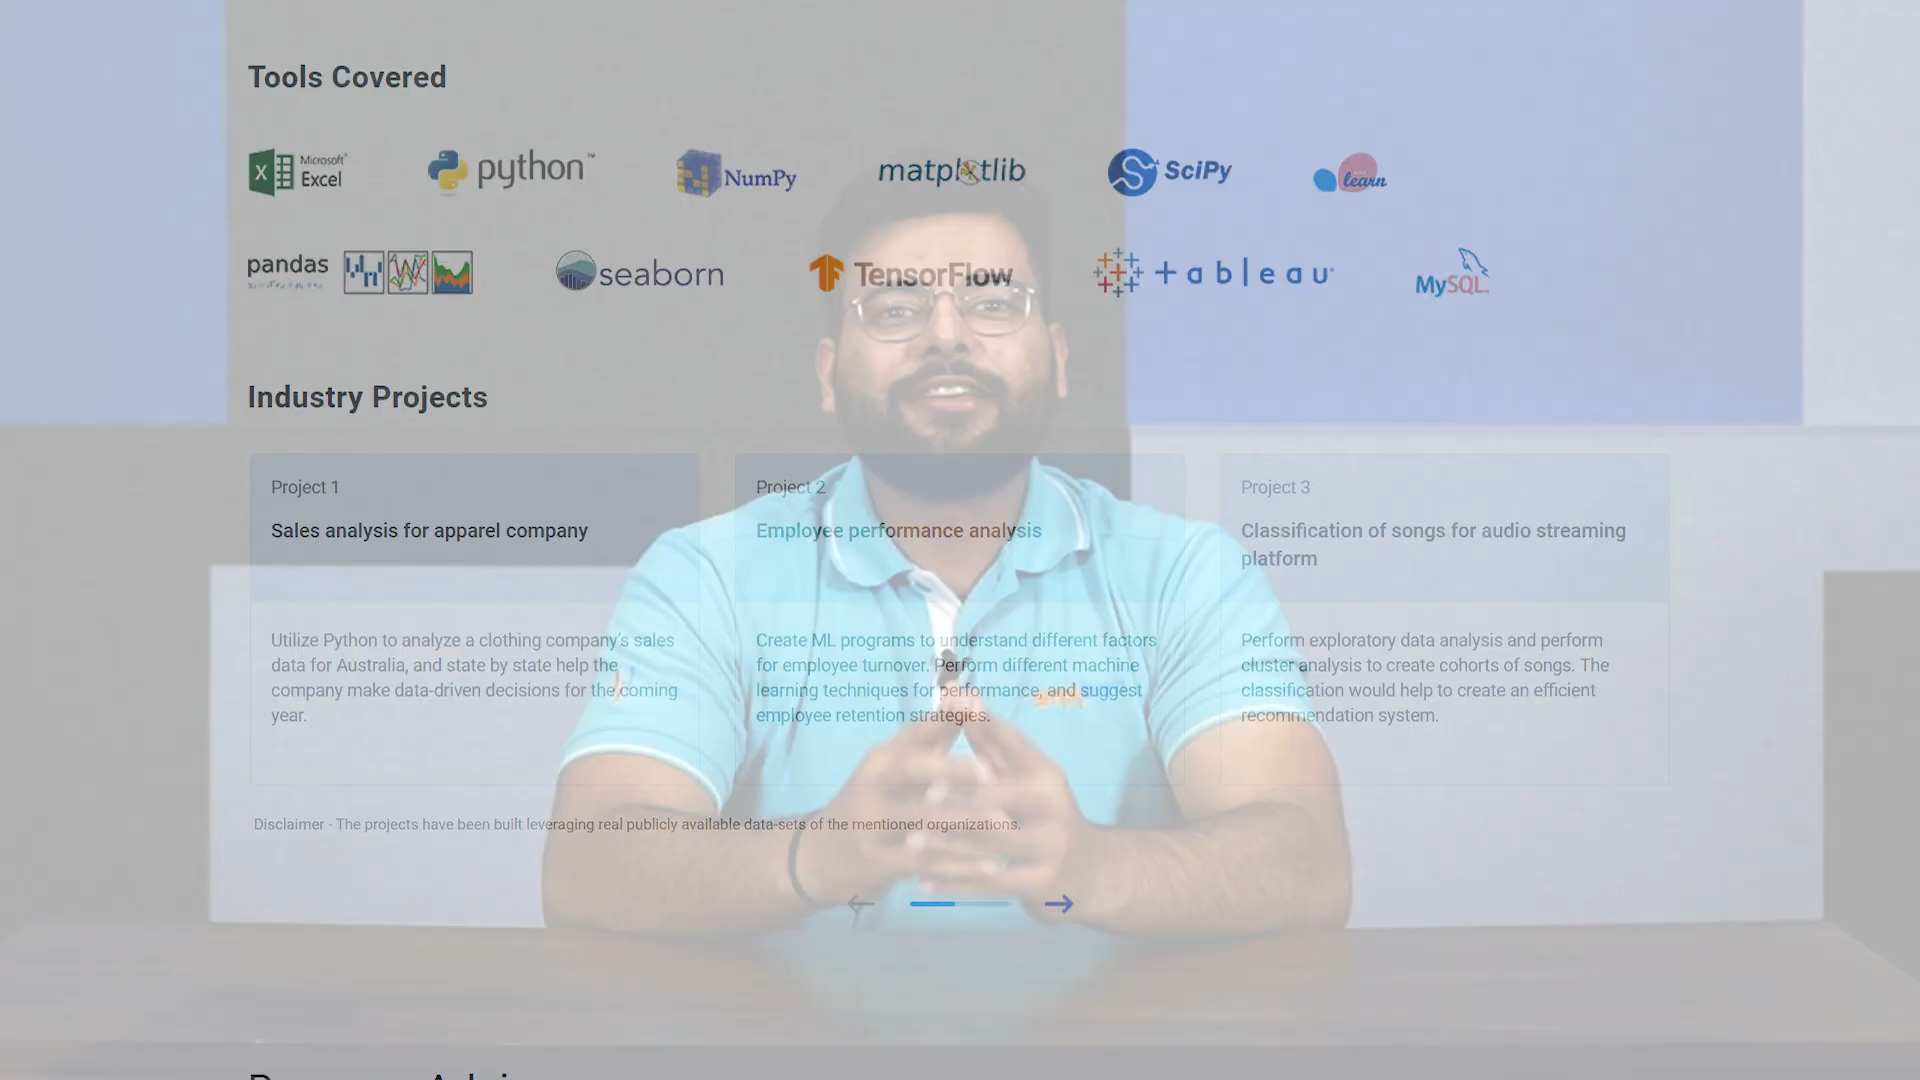 Tools Covered
Microsoft Excel
python™
NumPy
matplotlib
SciPy
learn
pandas
seaborn
TensorFlow
+ a b l e a u
MySQL
Industry Projects
Project 1
Sales analysis for apparel company
Utilize Python to analyze a clothing company's sales
data for Australia, and state by state help the
company make data-driven decisions for the coming
year.
Project 2
Employee performance analysis
Create ML programs to understand different factors
for employee turnover. Perform different machine
learning techniques for performance, and suggest
employee retention strategies.
Project 3
Classification of songs for audio streaming
platform
Perform exploratory data analysis and perform
cluster analysis to create cohorts of songs. The
classification would help to create an efficient
recommendation system.
Disclaimer - The projects have been built leveraging real publicly available data-sets of the mentioned organizations.